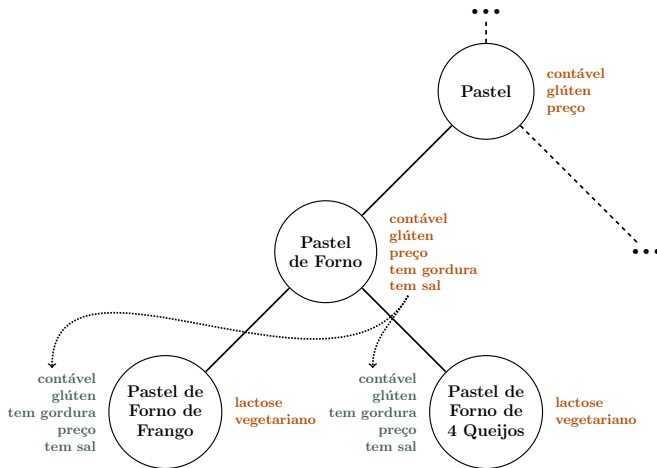 •••
Pastel
contável
glúten
preço
•••
Pastel
de Forno
contável
glúten
preço
tem gordura
tem sal
contável
glúten
tem gordura
preço
tem sal
Pastel de
Forno de
Frango
lactose
vegetariano
contável
glúten
tem gordura
preço
tem sal
Pastel de
Forno de
4 Queijos
lactose
vegetariano